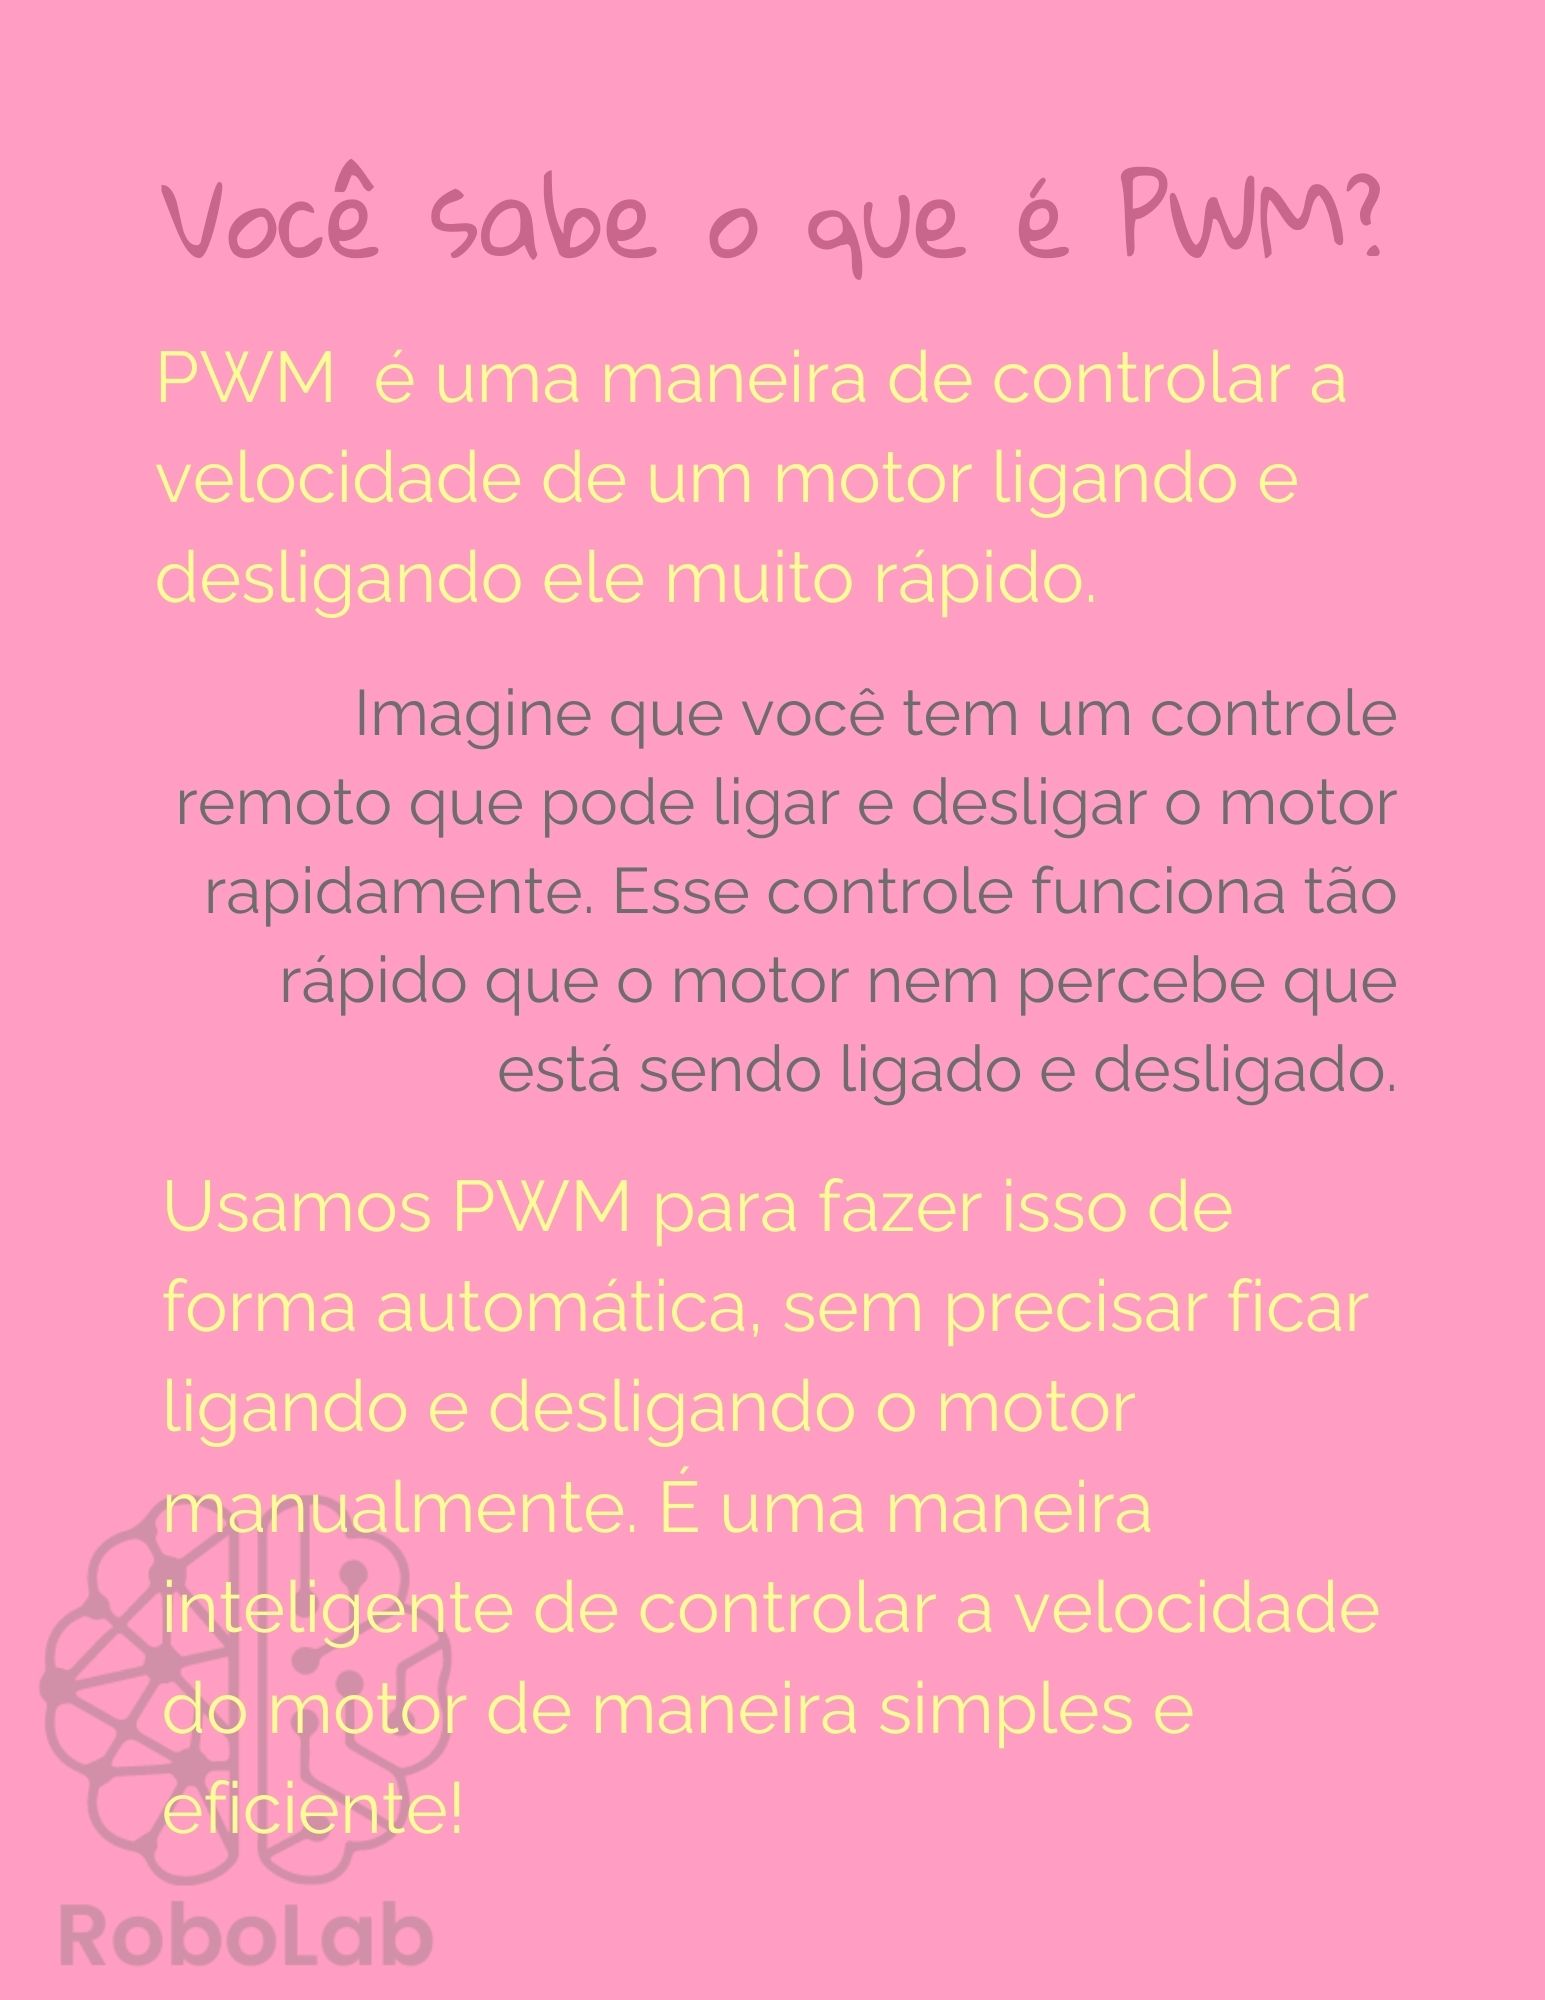 Você sabe o que é PWM?
PWM é uma maneira de controlar a
velocidade de um motor ligando e
desligando ele muito rápido.
Imagine que você tem um controle
remoto que pode ligar e desligar o motor
rapidamente. Esse controle funciona tão
rápido que o motor nem percebe que
está sendo ligado e desligado.
Usamos PWM para fazer isso de
forma automática, sem precisar ficar
ligando e desligando o motor
manualmente. É uma maneira
inteligente de controlar a velocidade
do motor de maneira simples e
eficiente!
RoboLab